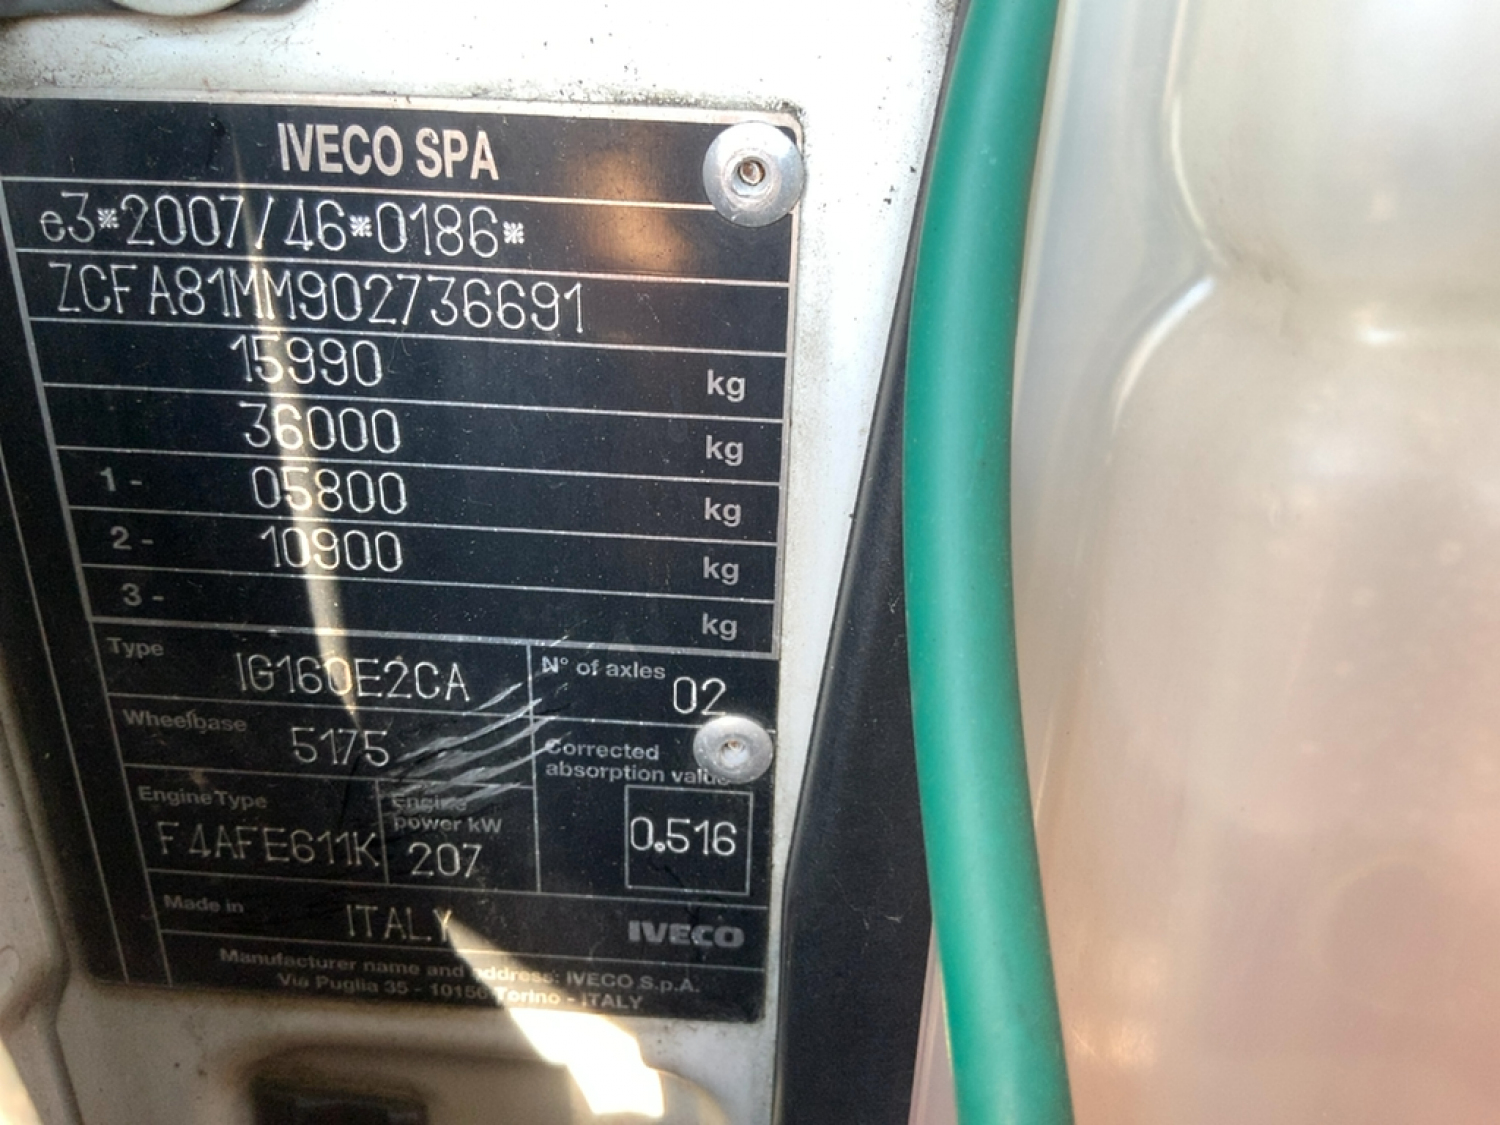 IVECO SPA
e3*2007/46*0186*
ZCFA81MM902736691
15990 kg
36000 kg
1- 05800 kg
2- 10900 kg
3- kg
Type IG160E2CA N° of axles 02
Wheelbase 5175
Corrected absorption value 0.516
Engine Type F4AFE611K
Engine power kW 207
Made in ITALY IVECO
Manufacturer name and address: IVECO S.p.A.
Via Puglia 35 - 10156 Torino - ITALY